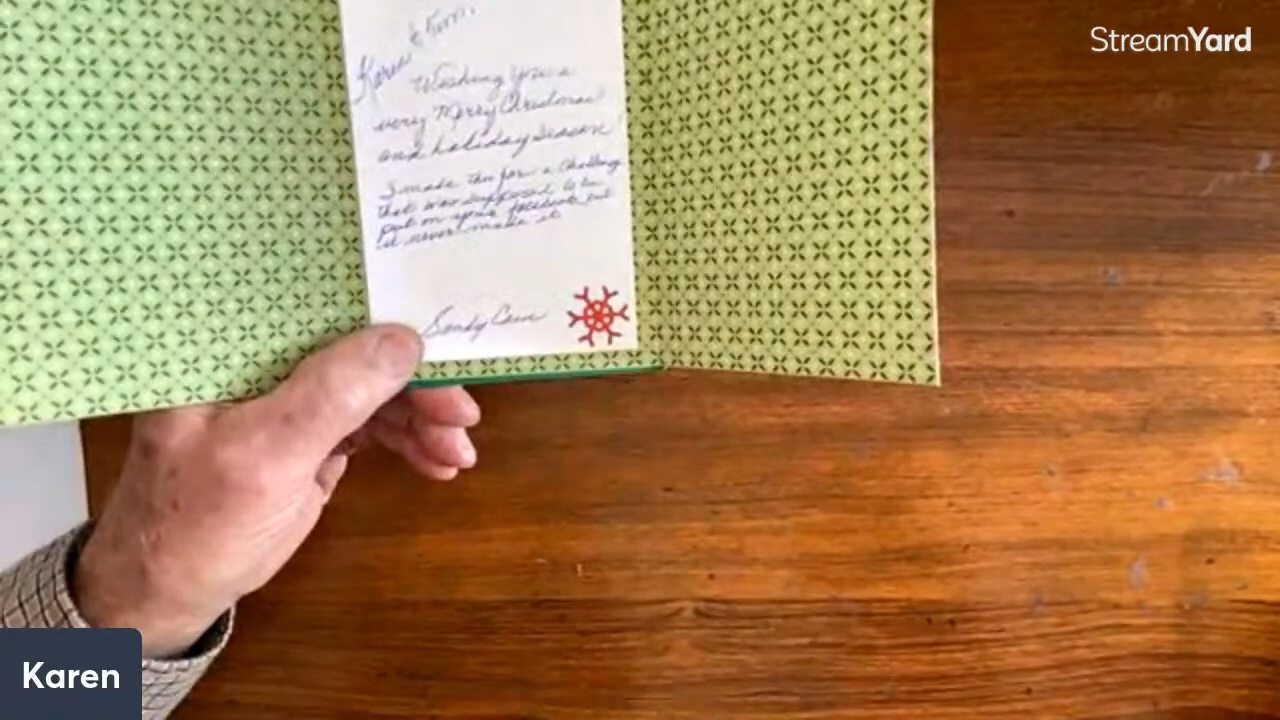 StreamYard
Karen & Tom.
Wishing you a
very Merry Christmas
and holiday season!
I made this for a challenge
that was supposed to be
put on your facebook but
it never made it
Sandy
Karen